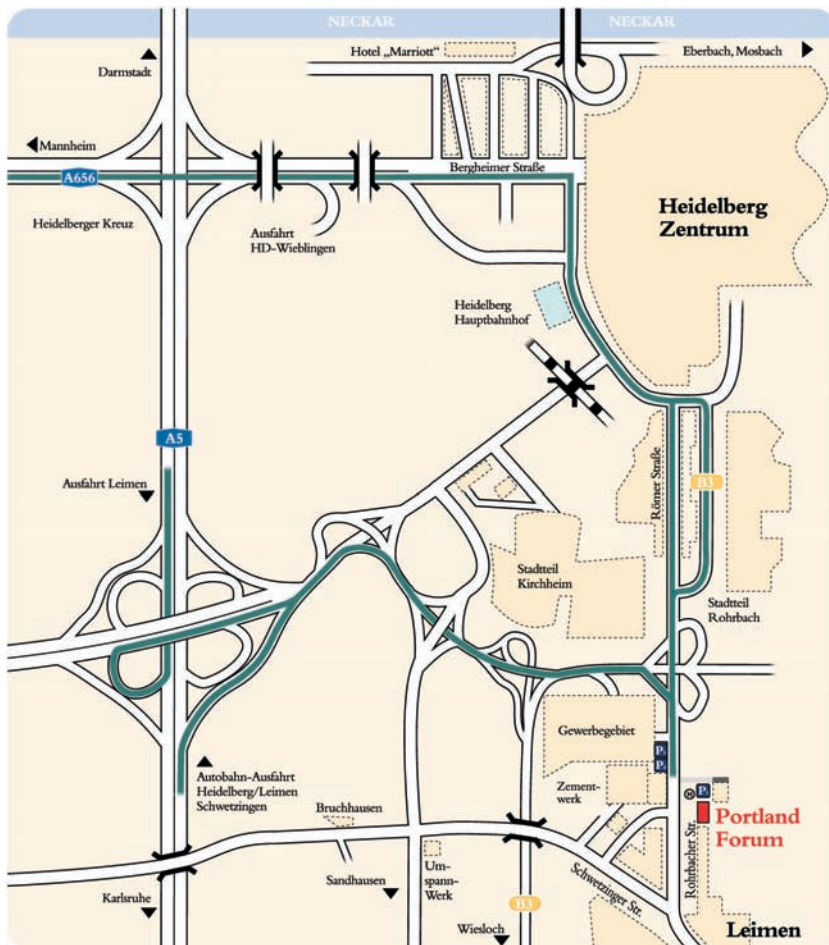 NECKAR
NECKAR
Hotel „Marriott“
Eberbach, Mosbach
Darmstadt
Mannheim
A656
Bergheimer Straße
Heidelberger Kreuz
Ausfahrt
HD-Wieblingen
Heidelberg
Zentrum
Heidelberg
Hauptbahnhof
A5
Ausfahrt Leimen
Römer Straße
B3
Stadtteil
Kirchheim
Stadtteil
Rohrbach
Gewerbegebiet
P
P
Autobahn-Ausfahrt
Heidelberg/Leimen
Schwetzingen
Zement-
werk
H
P
Portland
Forum
Rohrbacher Str.
Bruchhausen
Um-
spann-
Werk
Schwetzinger Str.
Sandhausen
Karlsruhe
B3
Wiesloch
Leimen